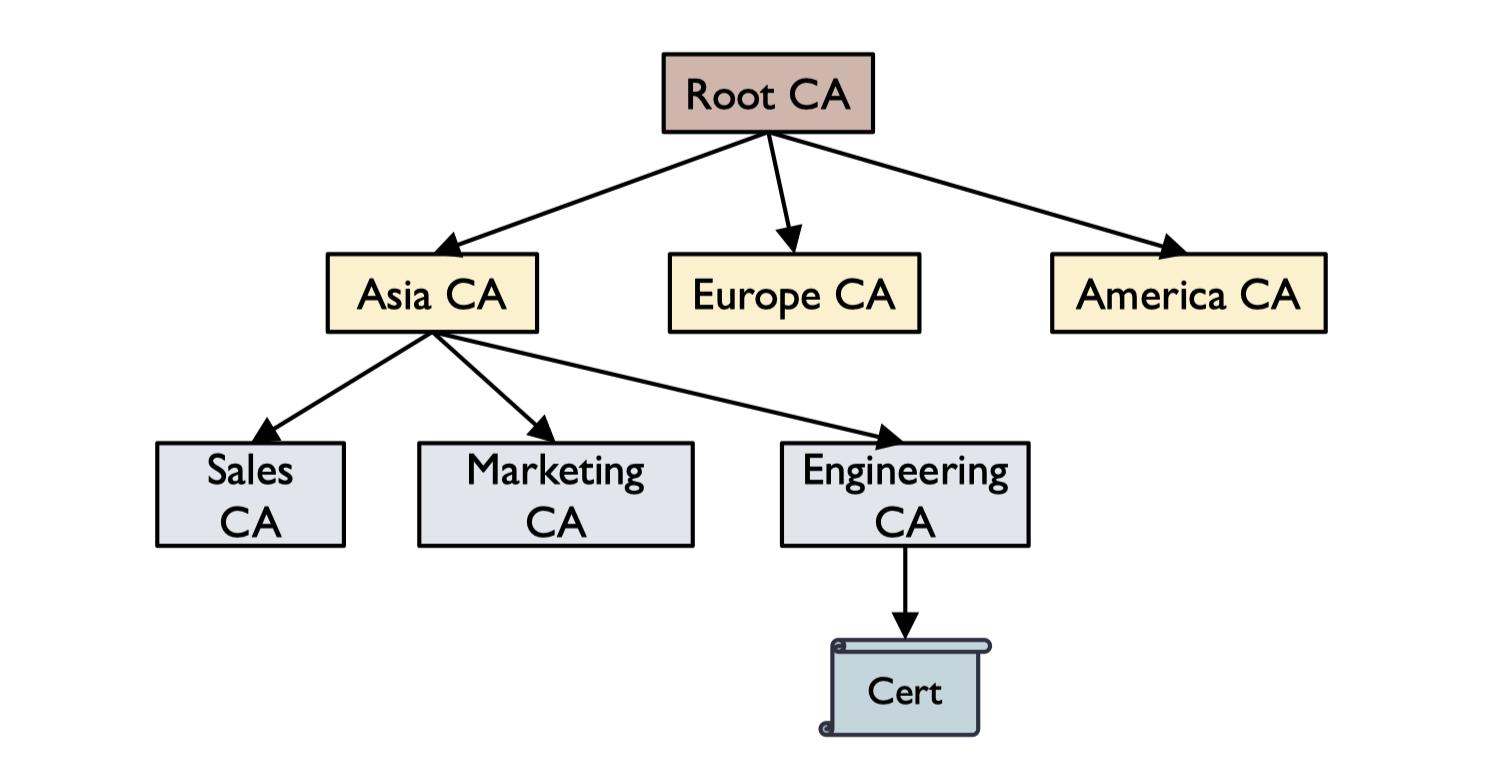 Root CA
Asia CA
Europe CA
America CA
Sales
CA
Marketing
CA
Engineering
CA
Cert